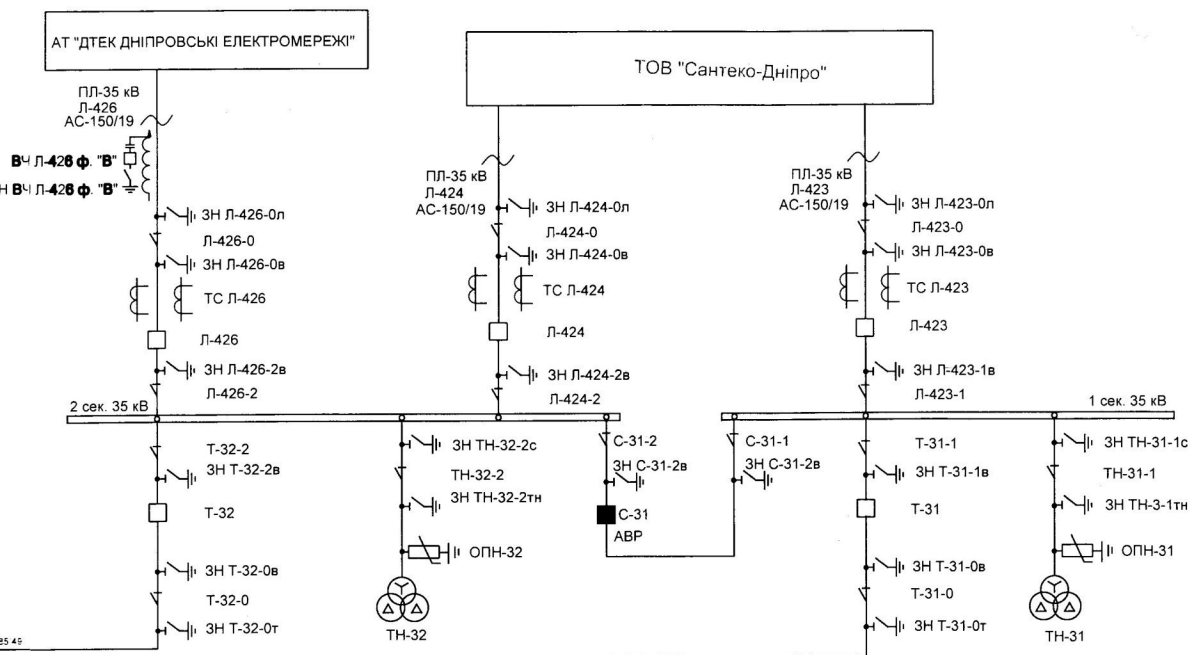 АТ "ДТЕК ДНІПРОВСЬКІ ЕЛЕКТРОМЕРЕЖІ"
ТОВ "Сантеко-Дніпро"
ПЛ-35 кВ
Л-426
АС-150/19
ВЧ Л-426 ф. "В"
Н ВЧ Л-426 ф. "В"
ЗН Л-426-0л
Л-426-0
ЗН Л-426-0в
ТС Л-426
Л-426
ЗН Л-426-2в
Л-426-2
ПЛ-35 кВ
Л-424
АС-150/19
ЗН Л-424-0л
Л-424-0
ЗН Л-424-0в
ТС Л-424
Л-424
ЗН Л-424-2в
Л-424-2
ПЛ-35 кВ
Л-423
АС-150/19
ЗН Л-423-0л
Л-423-0
ЗН Л-423-0в
ТС Л-423
Л-423
ЗН Л-423-1в
Л-423-1
2 сек. 35 кВ
1 сек. 35 кВ
Т-32-2
ЗН Т-32-2в
Т-32
ЗН Т-32-0в
Т-32-0
ЗН Т-32-0т
ЗН ТН-32-2с
ТН-32-2
ЗН ТН-32-2тн
ОПН-32
ТН-32
С-31-2
ЗН С-31-2в
С-31
АВР
С-31-1
ЗН С-31-2в
Т-31-1
ЗН Т-31-1в
Т-31
ЗН Т-31-0в
Т-31-0
ЗН Т-31-0т
ЗН ТН-31-1с
ТН-31-1
ЗН ТН-3-1тн
ОПН-31
ТН-31